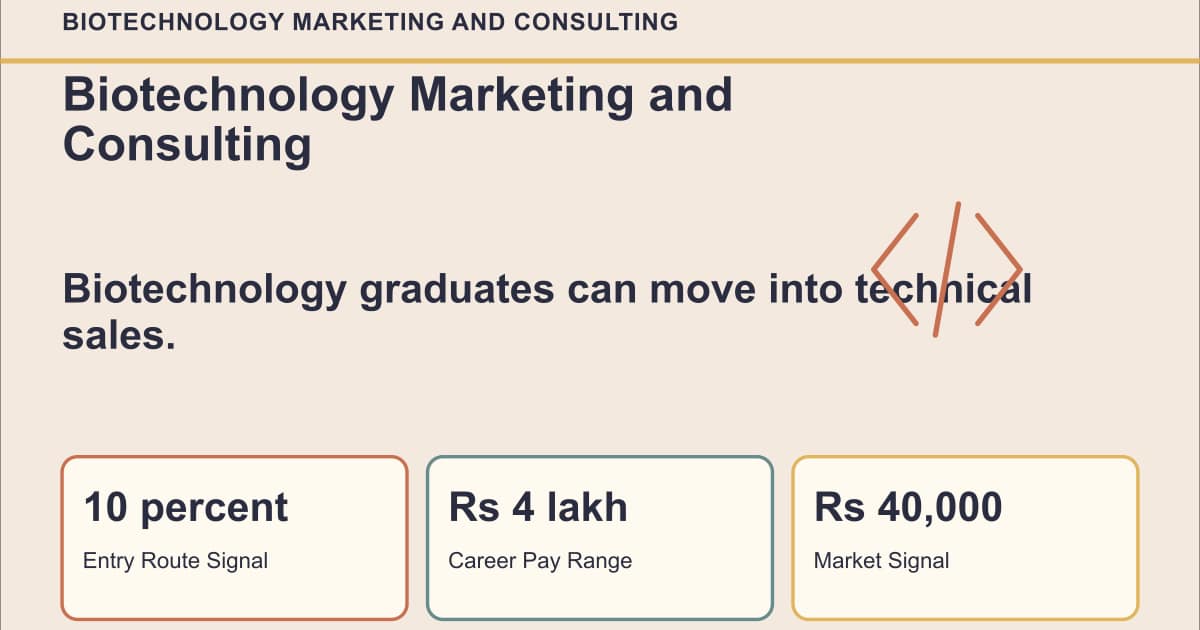 BIOTECHNOLOGY MARKETING AND CONSULTING
Biotechnology Marketing and
Consulting
Biotechnology graduates can move into technical
sales.
10 percent
Entry Route Signal
Rs 4 lakh
Career Pay Range
Rs 40,000
Market Signal